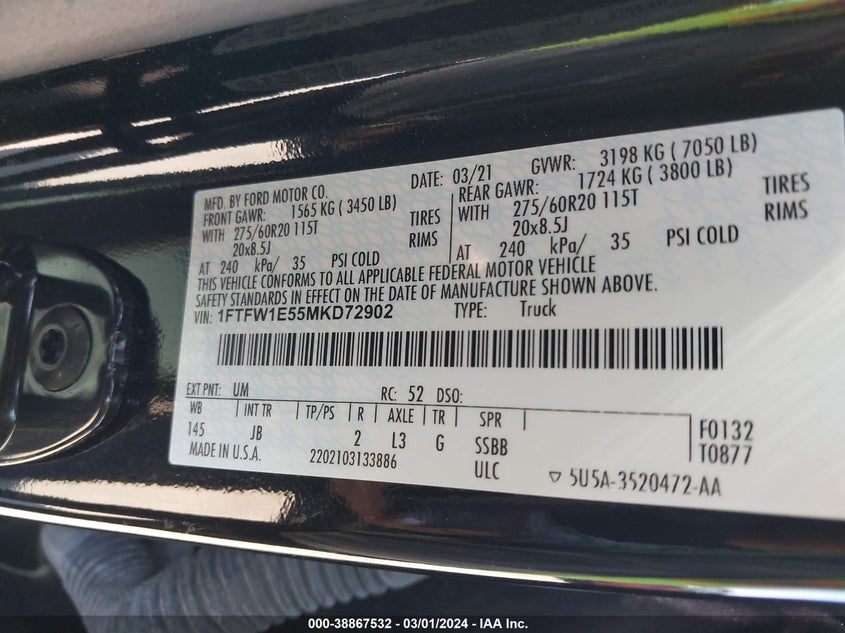 MFD. BY FORD MOTOR CO. DATE: 03/21 GVWR: 3198 KG ( 7050 LB)
FRONT GAWR: 1565 KG ( 3450 LB) REAR GAWR: 1724 KG ( 3800 LB)
WITH 275/60R20 115T TIRES WITH 275/60R20 115T TIRES
20x8.5J RIMS 20x8.5J RIMS
AT 240 kPa/ 35 PSI COLD AT 240 kPa/ 35 PSI COLD
THIS VEHICLE CONFORMS TO ALL APPLICABLE FEDERAL MOTOR VEHICLE
SAFETY STANDARDS IN EFFECT ON THE DATE OF MANUFACTURE SHOWN ABOVE.
VIN: 1FTFW1E55MKD72902 TYPE: Truck
EXT PNT: UM RC: 52 DSO:
WB INT TR TP/PS R AXLE TR SPR
145 JB 2 L3 G SSBB F0132
MADE IN U.S.A. 2202103133886 ULC T0877
▽ 5U5A-3520472-AA
000-38867532 - 03/01/2024 - IAA Inc.